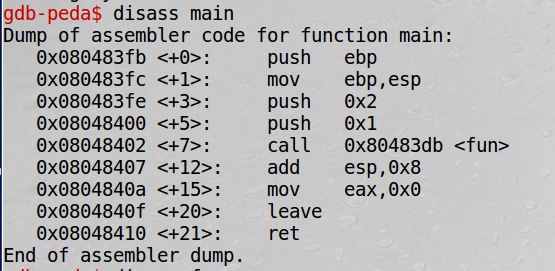 gdb-peda$ disass main
Dump of assembler code for function main:
0x080483fb <+0>: push ebp
0x080483fc <+1>: mov ebp,esp
0x080483fe <+3>: push 0x2
0x08048400 <+5>: push 0x1
0x08048402 <+7>: call 0x80483db <fun>
0x08048407 <+12>: add esp,0x8
0x0804840a <+15>: mov eax,0x0
0x0804840f <+20>: leave
0x08048410 <+21>: ret
End of assembler dump.